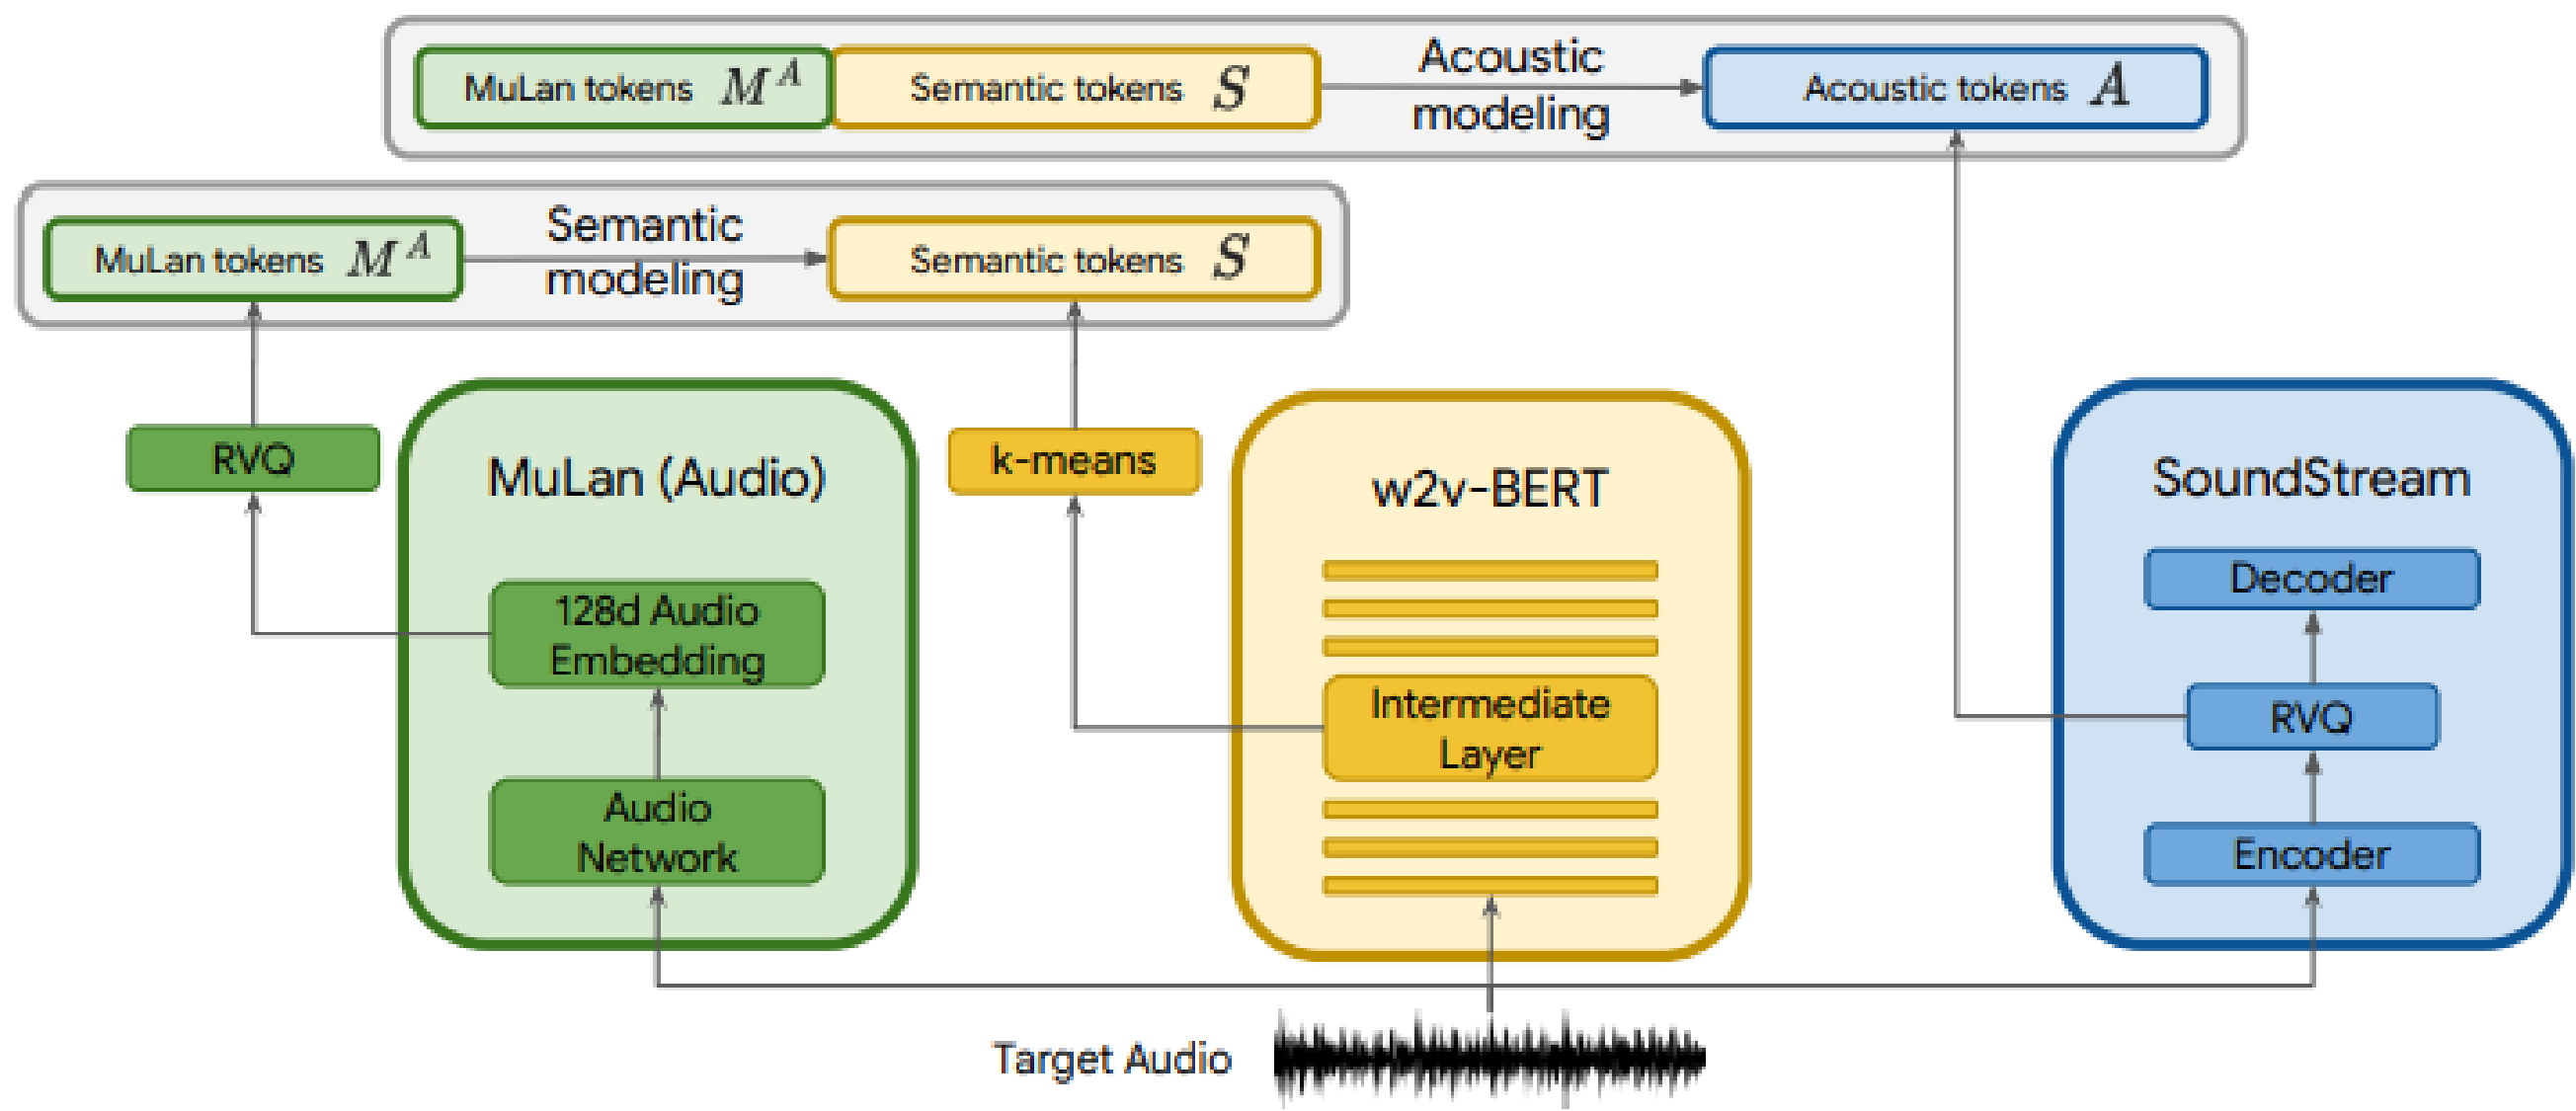 MuLan tokens M^A
Semantic tokens S
Acoustic
modeling
Acoustic tokens A
MuLan tokens M^A
Semantic
modeling
Semantic tokens S
RVQ
MuLan (Audio)
128d Audio
Embedding
Audio
Network
k-means
w2v-BERT
Intermediate
Layer
SoundStream
Decoder
RVQ
Encoder
Target Audio